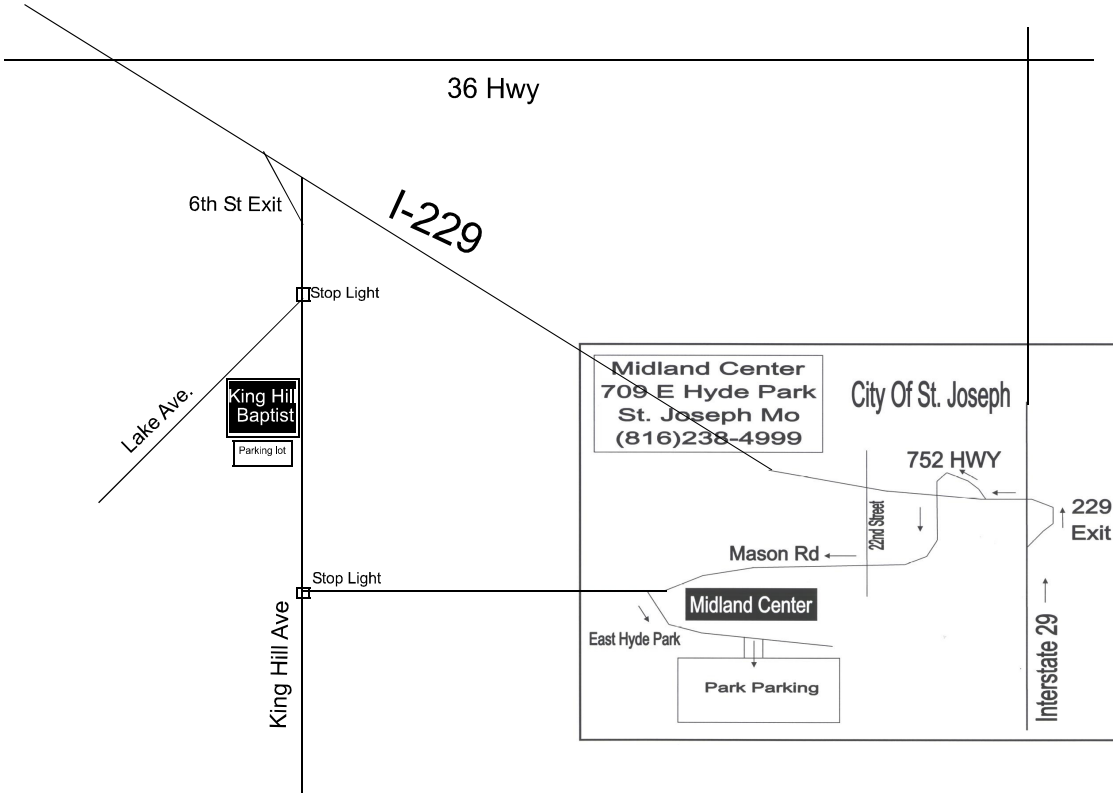 36 Hwy
6th St Exit
I-229
Stop Light
Lake Ave.
King Hill
Baptist
Parking lot
Midland Center
709 E Hyde Park
St. Joseph Mo
(816)238-4999
City Of St. Joseph
752 HWY
229
Exit
22nd Street
Mason Rd
Stop Light
Midland Center
East Hyde Park
Park Parking
King Hill Ave
Interstate 29